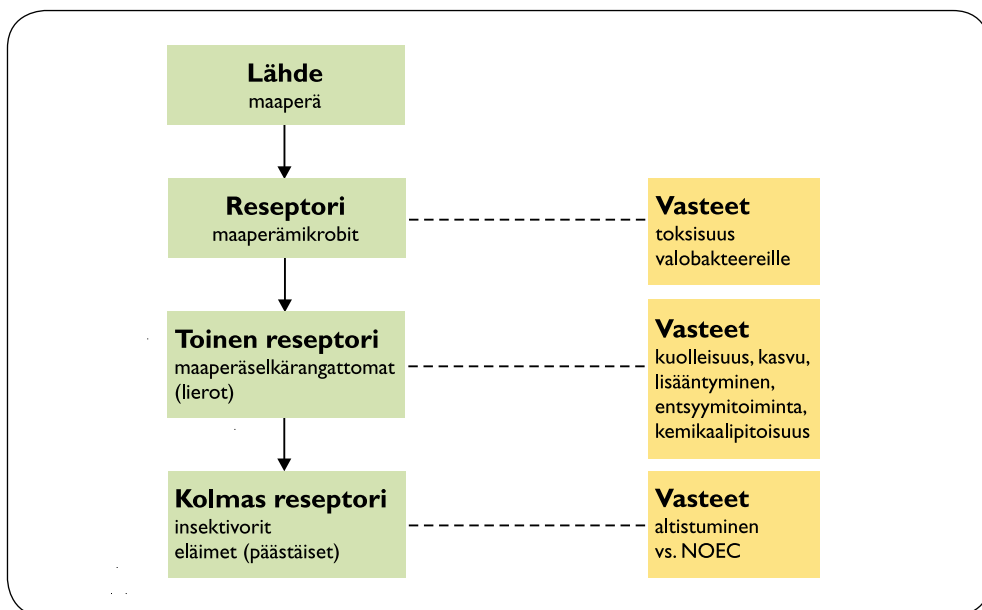 Lähde
maaperä
Reseptori
maaperämikrobit
Vasteet
toksisuus
valobakteereille
Toinen reseptori
maaperäselkärangattomat
(lierot)
Vasteet
kuolleisuus, kasvu,
lisääntyminen,
entsyymitoiminta,
kemikaalipitoisuus
Kolmas reseptori
insektivorit
eläimet (päästäiset)
Vasteet
altistuminen
vs. NOEC